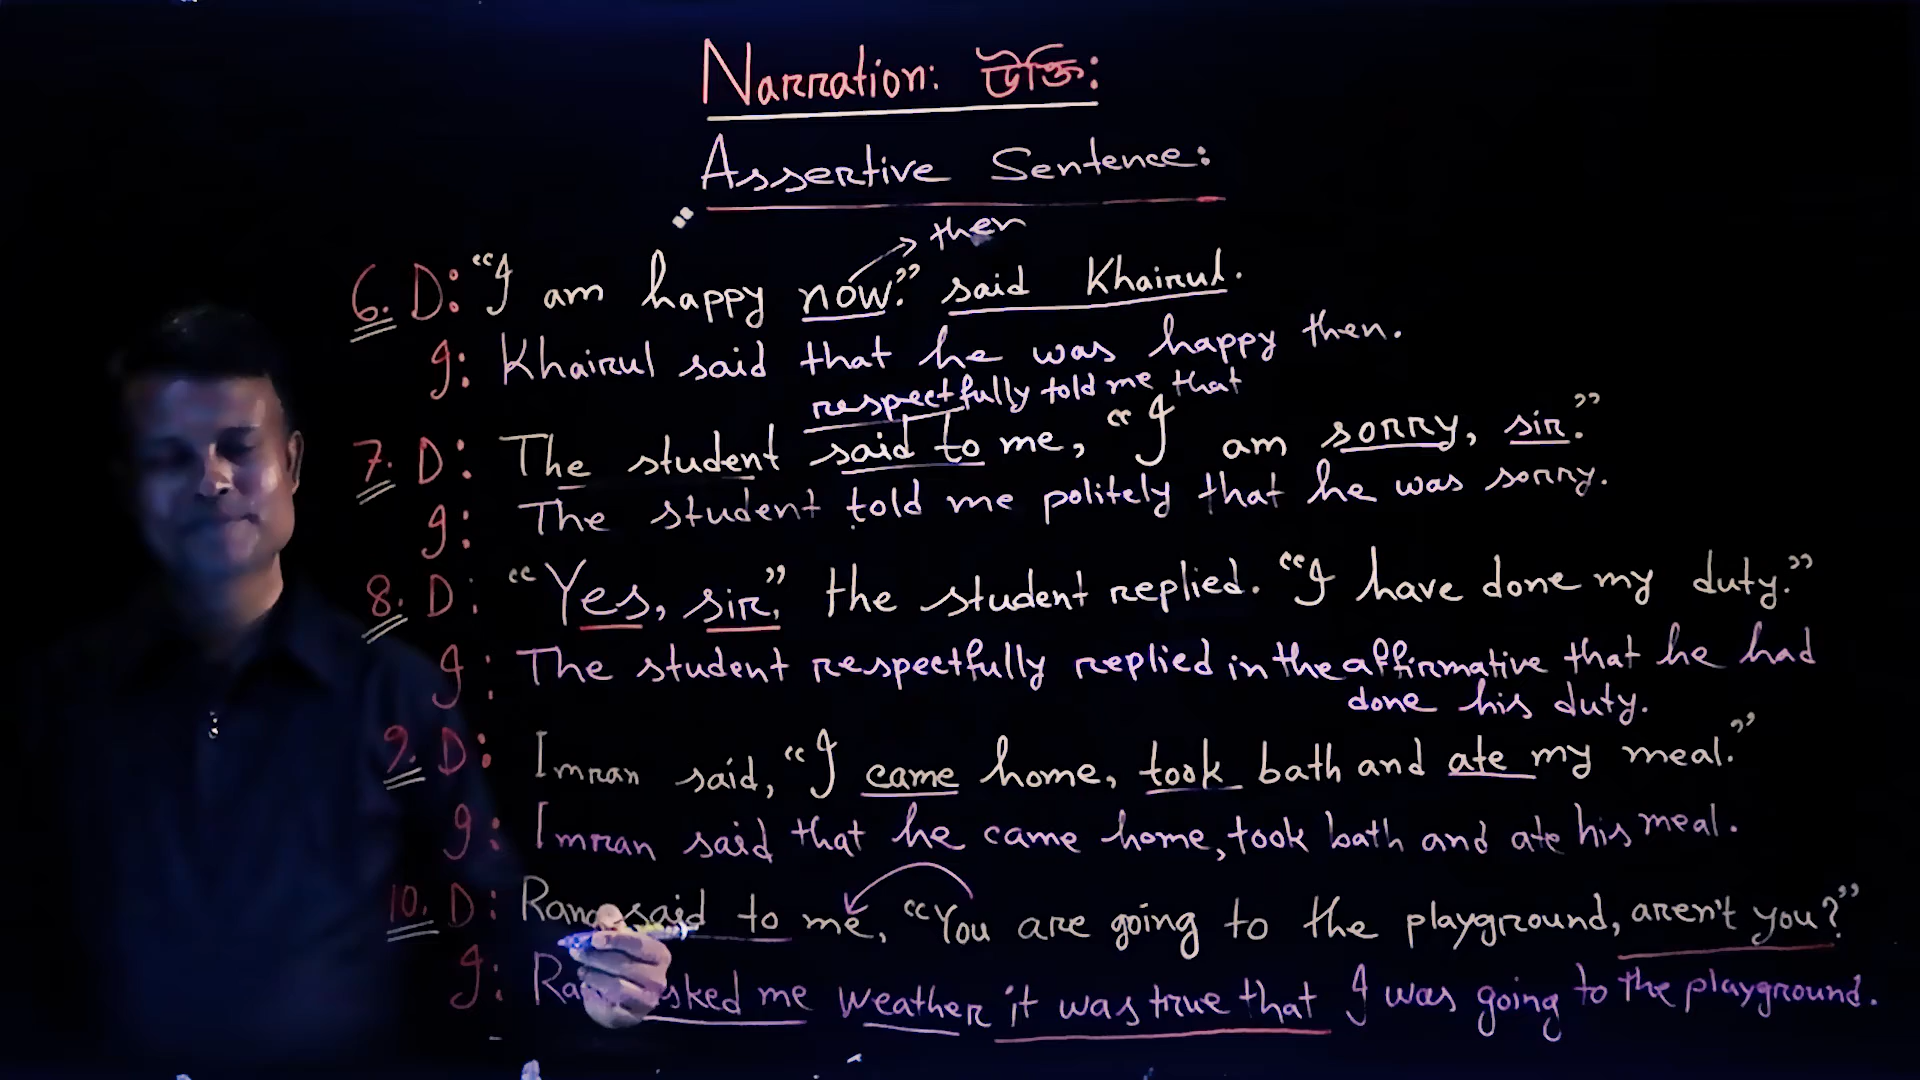 Narration: উক্তি:
Assertive Sentence:
then
6. D: "I am happy now." said Khairul.
I: Khairul said that he was happy then.
respectfully told me that
7. D: The student said to me, "I am sorry, sir."
I: The student told me politely that he was sorry.
8. D: "Yes, sir," the student replied. "I have done my duty."
I: The student respectfully replied in the affirmative that he had
done his duty.
9. D: Imran said, "I came home, took bath and ate my meal."
I: Imran said that he came home, took bath and ate his meal.
10. D: said to me, "You are going to the playground, aren't you?"
I: me weather it was true that I was going to the playground.